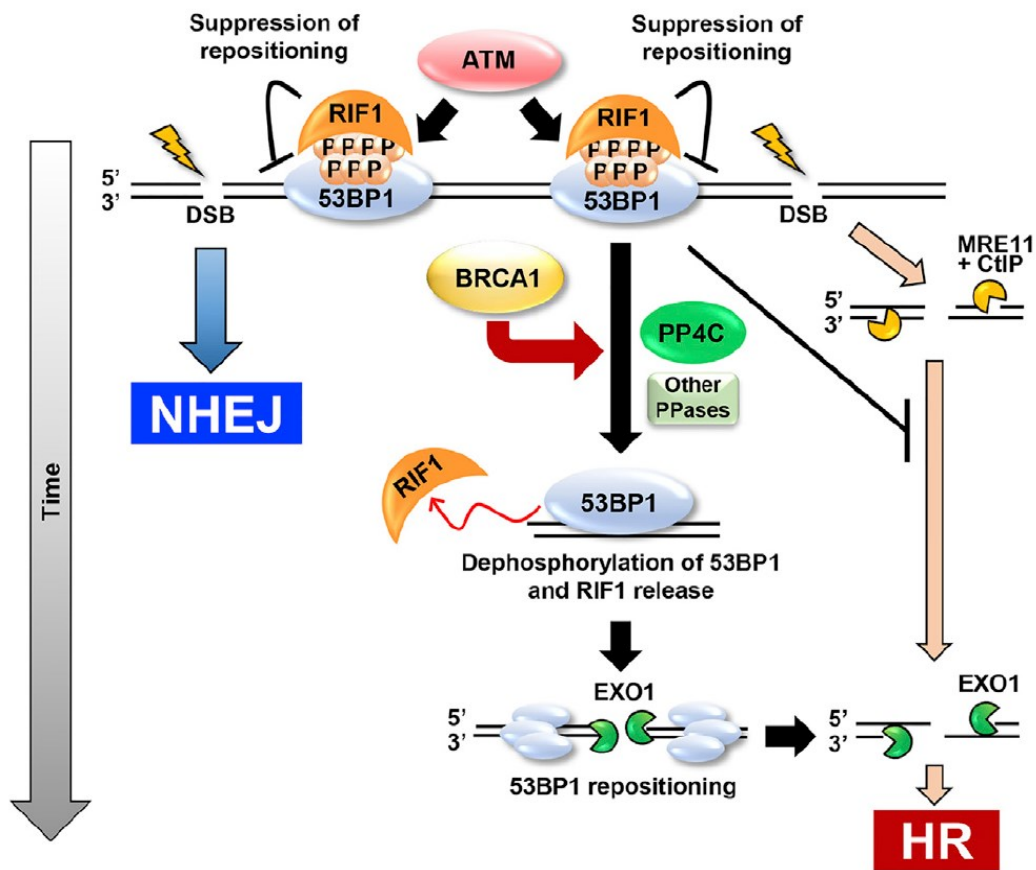 Suppression of
repositioning
Suppression of
repositioning
ATM
RIF1
P P P P
P P P
53BP1
RIF1
P P P P
P P P
53BP1
5’
3’
DSB
DSB
MRE11
+ CtIP
5’
3’
BRCA1
PP4C
Other
PPases
NHEJ
Time
RIF1
53BP1
Dephosphorylation of 53BP1
and RIF1 release
EXO1
5’
3’
53BP1 repositioning
EXO1
5’
3’
HR